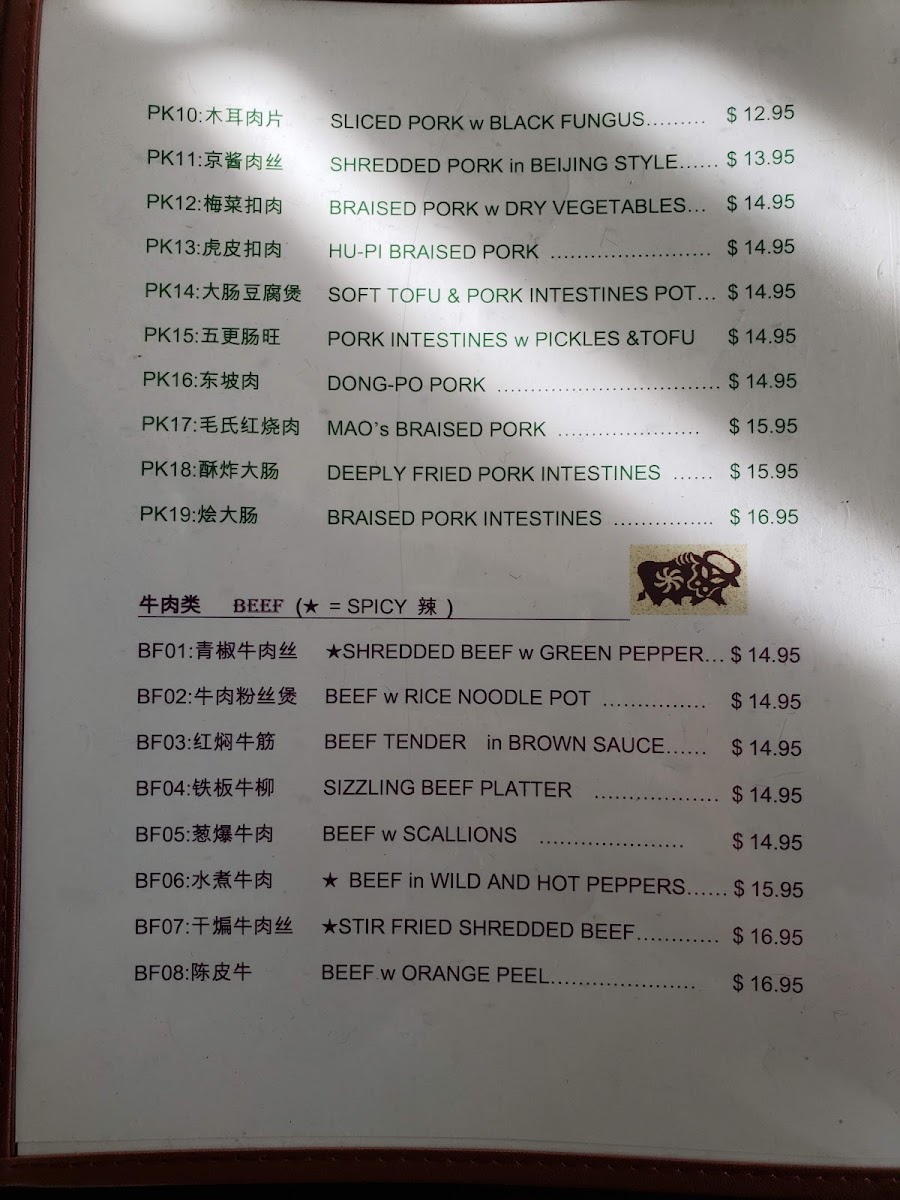 PK10:木耳肉片 SLICED PORK w BLACK FUNGUS......... $ 12.95
PK11:京酱肉丝 SHREDDED PORK in BEIJING STYLE...... $ 13.95
PK12:梅菜扣肉 BRAISED PORK w DRY VEGETABLES... $ 14.95
PK13:虎皮扣肉 HU-PI BRAISED PORK ........................ $ 14.95
PK14:大肠豆腐煲 SOFT TOFU & PORK INTESTINES POT... $ 14.95
PK15:五更肠旺 PORK INTESTINES w PICKLES &TOFU $ 14.95
PK16:东坡肉 DONG-PO PORK ................................. $ 14.95
PK17:毛氏红烧肉 MAO's BRAISED PORK ..................... $ 15.95
PK18:酥炸大肠 DEEPLY FRIED PORK INTESTINES ...... $ 15.95
PK19:烩大肠 BRAISED PORK INTESTINES ............... $ 16.95
牛肉类 BEEF (★ = SPICY 辣 )
BF01:青椒牛肉丝 ★SHREDDED BEEF w GREEN PEPPER... $ 14.95
BF02:牛肉粉丝煲 BEEF w RICE NOODLE POT ............... $ 14.95
BF03:红焖牛筋 BEEF TENDER in BROWN SAUCE...... $ 14.95
BF04:铁板牛柳 SIZZLING BEEF PLATTER .................. $ 14.95
BF05:葱爆牛肉 BEEF w SCALLIONS ..................... $ 14.95
BF06:水煮牛肉 ★ BEEF in WILD AND HOT PEPPERS...... $ 15.95
BF07:干煸牛肉丝 ★STIR FRIED SHREDDED BEEF............ $ 16.95
BF08:陈皮牛 BEEF w ORANGE PEEL..................... $ 16.95